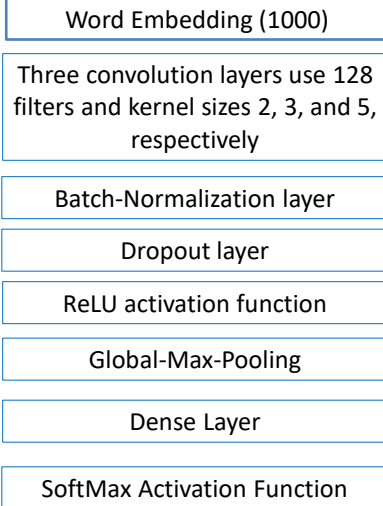 Word Embedding (1000)
Three convolution layers use 128
filters and kernel sizes 2, 3, and 5,
respectively
Batch-Normalization layer
Dropout layer
ReLU activation function
Global-Max-Pooling
Dense Layer
SoftMax Activation Function